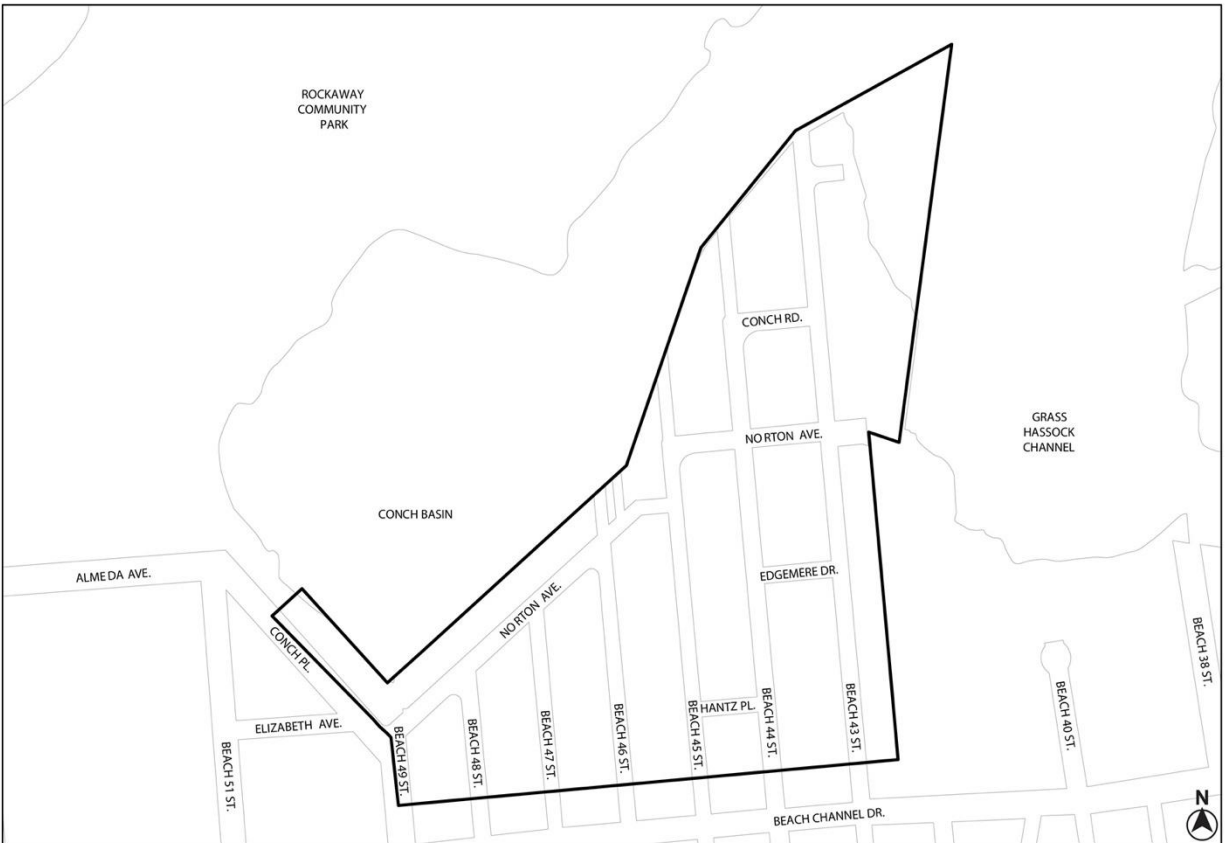 ROCKAWAY
COMMUNITY
PARK
CONCH RD.
NORTON AVE.
GRASS
HASSOCK
CHANNEL
CONCH BASIN
ALMEDA AVE.
EDGEMERE DR.
NORTON AVE.
CONCH PL.
ELIZABETH AVE.
HANTZ PL.
BEACH 51 ST.
BEACH 49 ST.
BEACH 48 ST.
BEACH 47 ST.
BEACH 46 ST.
BEACH 45 ST.
BEACH 44 ST.
BEACH 43 ST.
BEACH 40 ST.
BEACH 38 ST.
BEACH CHANNEL DR.
N